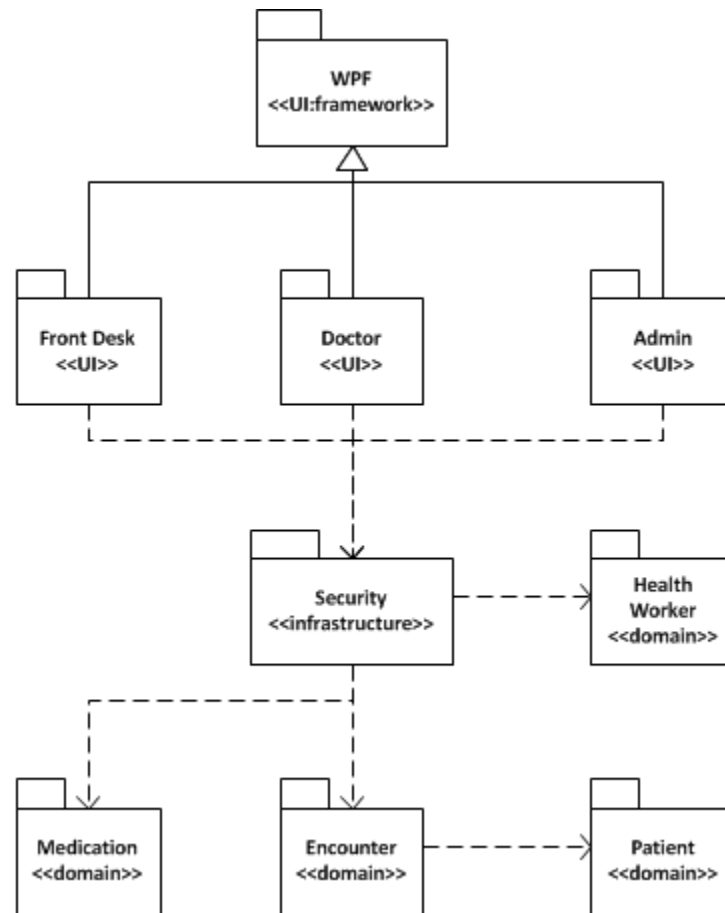 WPF
<<UI:framework>>
Front Desk
<<UI>>
Doctor
<<UI>>
Admin
<<UI>>
Security
<<infrastructure>>
Health
Worker
<<domain>>
Medication
<<domain>>
Encounter
<<domain>>
Patient
<<domain>>